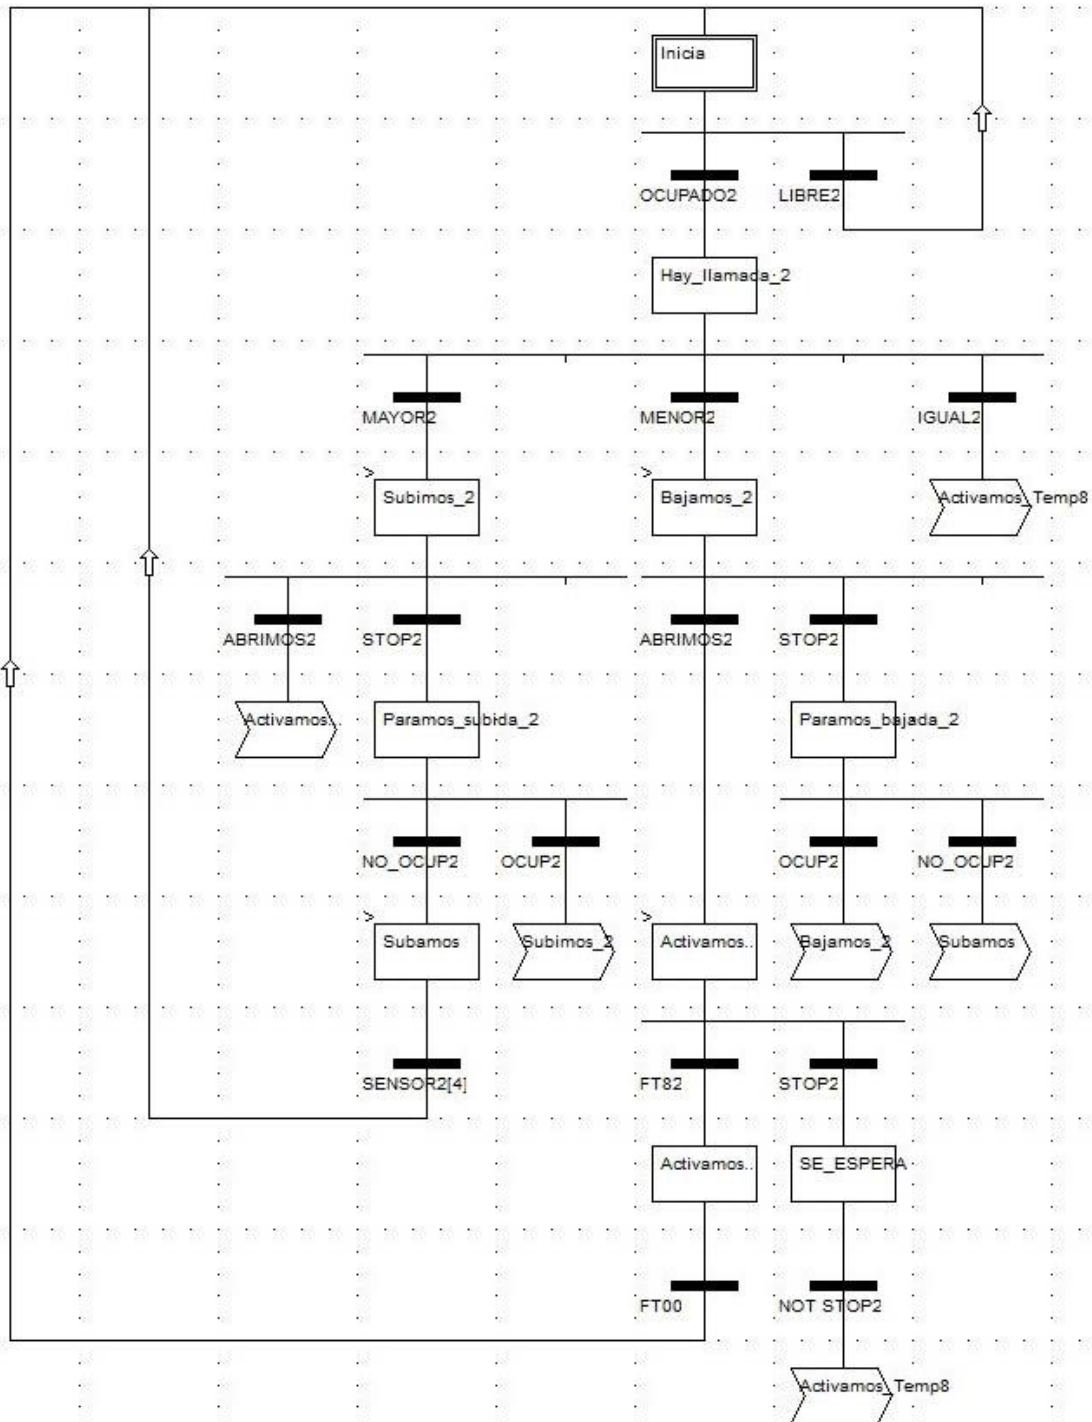 Inicia
OCUPADO2 LIBRE2
Hay_llamada_2
MAYOR2 MENOR2 IGUAL2
> >
Subimos_2 Bajamos_2 Activamos_Temp8
ABRIMOS2 STOP2 ABRIMOS2 STOP2
Activamos.. Paramos_subida_2 Paramos_bajada_2
NO_OCUP2 OCUP2 OCUP2 NO_OCUP2
> >
Subamos Subimos_2 Activamos.. Bajamos_2 Subamos
SENSOR2[4] FT82 STOP2
Activamos.. SE_ESPERA
FT00 NOT STOP2
Activamos_Temp8